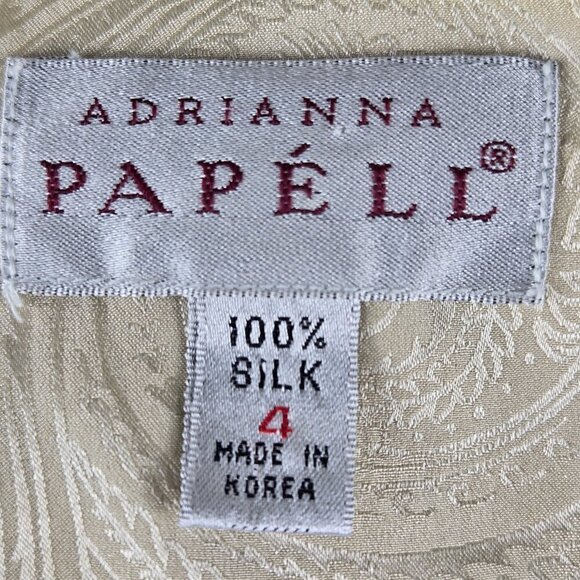 ADRIANNA
PAPÉLL®
100%
SILK
4
MADE IN
KOREA